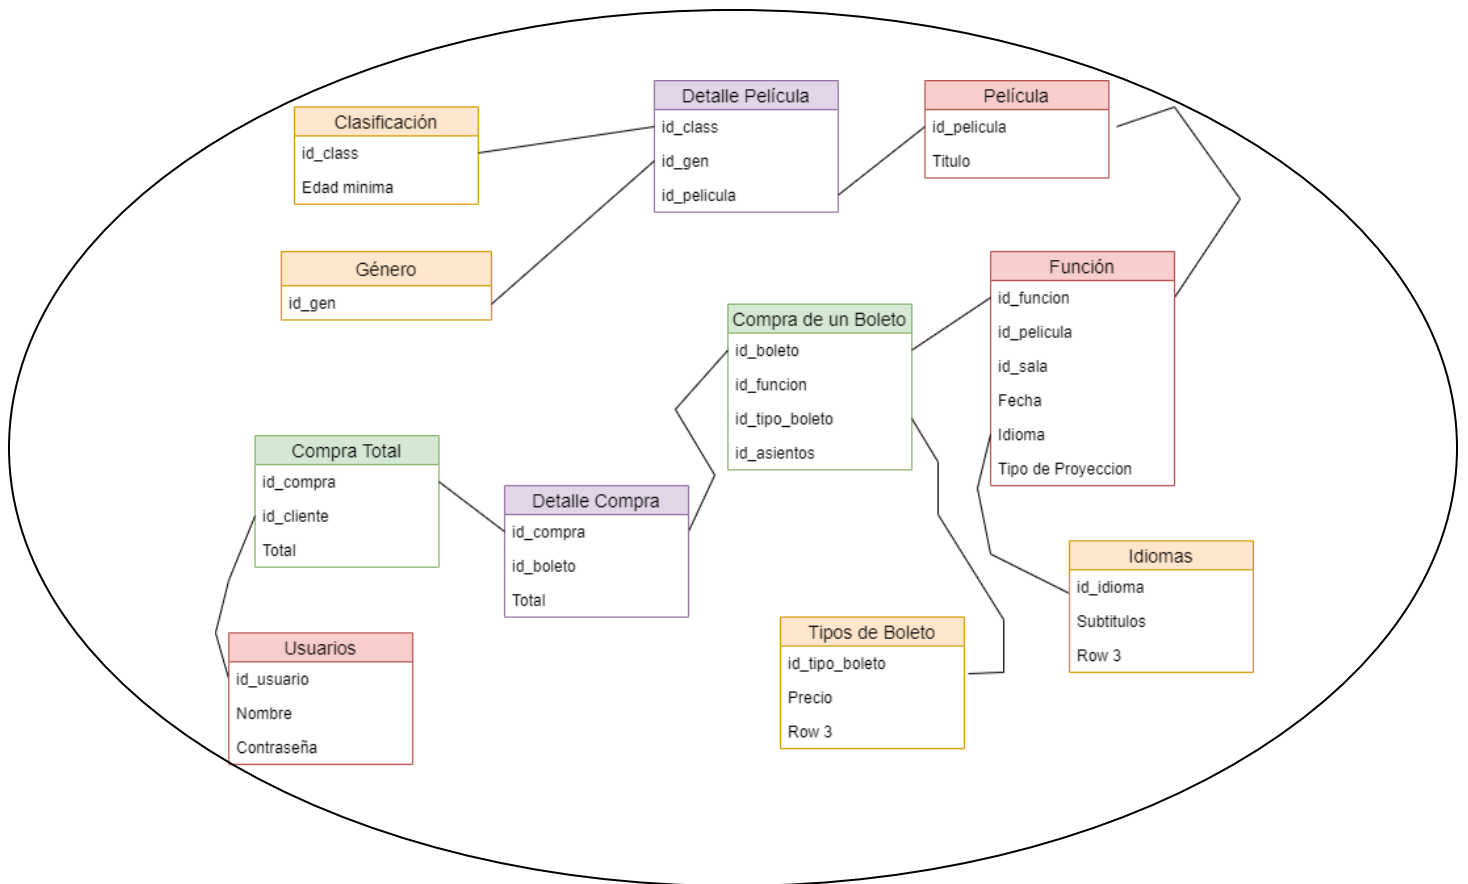 Clasificación
id_class
Edad minima
Detalle Película
id_class
id_gen
id_pelicula
Película
id_pelicula
Titulo
Género
id_gen
Función
id_funcion
id_pelicula
id_sala
Fecha
Idioma
Tipo de Proyeccion
Compra de un Boleto
id_boleto
id_funcion
id_tipo_boleto
id_asientos
Compra Total
id_compra
id_cliente
Total
Detalle Compra
id_compra
id_boleto
Total
Idiomas
id_idioma
Subtitulos
Row 3
Tipos de Boleto
id_tipo_boleto
Precio
Row 3
Usuarios
id_usuario
Nombre
Contraseña